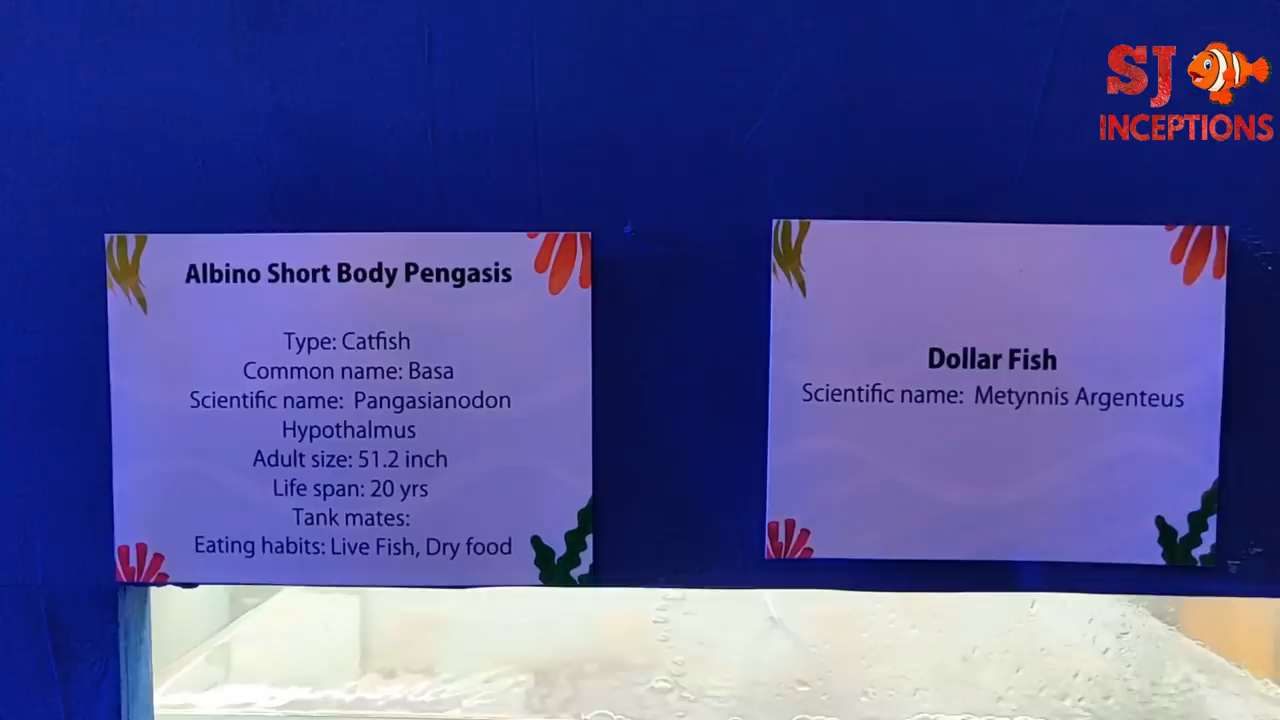 SJ
INCEPTIONS
Albino Short Body Pengasis
Type: Catfish
Common name: Basa
Scientific name: Pangasianodon
Hypothalmus
Adult size: 51.2 inch
Life span: 20 yrs
Tank mates:
Eating habits: Live Fish, Dry food
Dollar Fish
Scientific name: Metynnis Argenteus